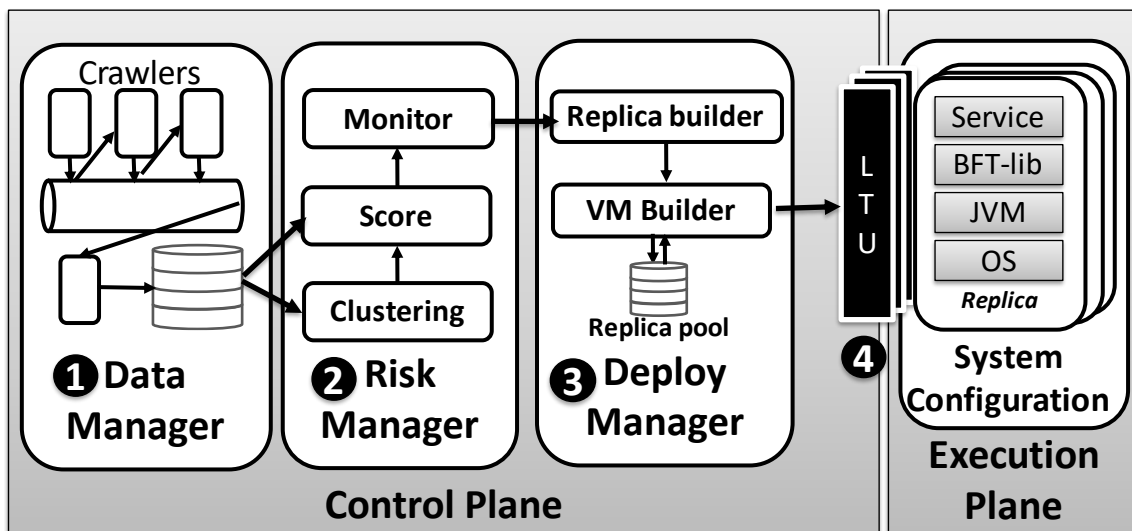 Crawlers
1 Data
Manager
Monitor
Score
Clustering
2 Risk
Manager
Replica builder
VM Builder
Replica pool
3 Deploy
Manager
L
T
U
4
Control Plane
Service
BFT-lib
JVM
OS
Replica
System
Configuration
Execution
Plane